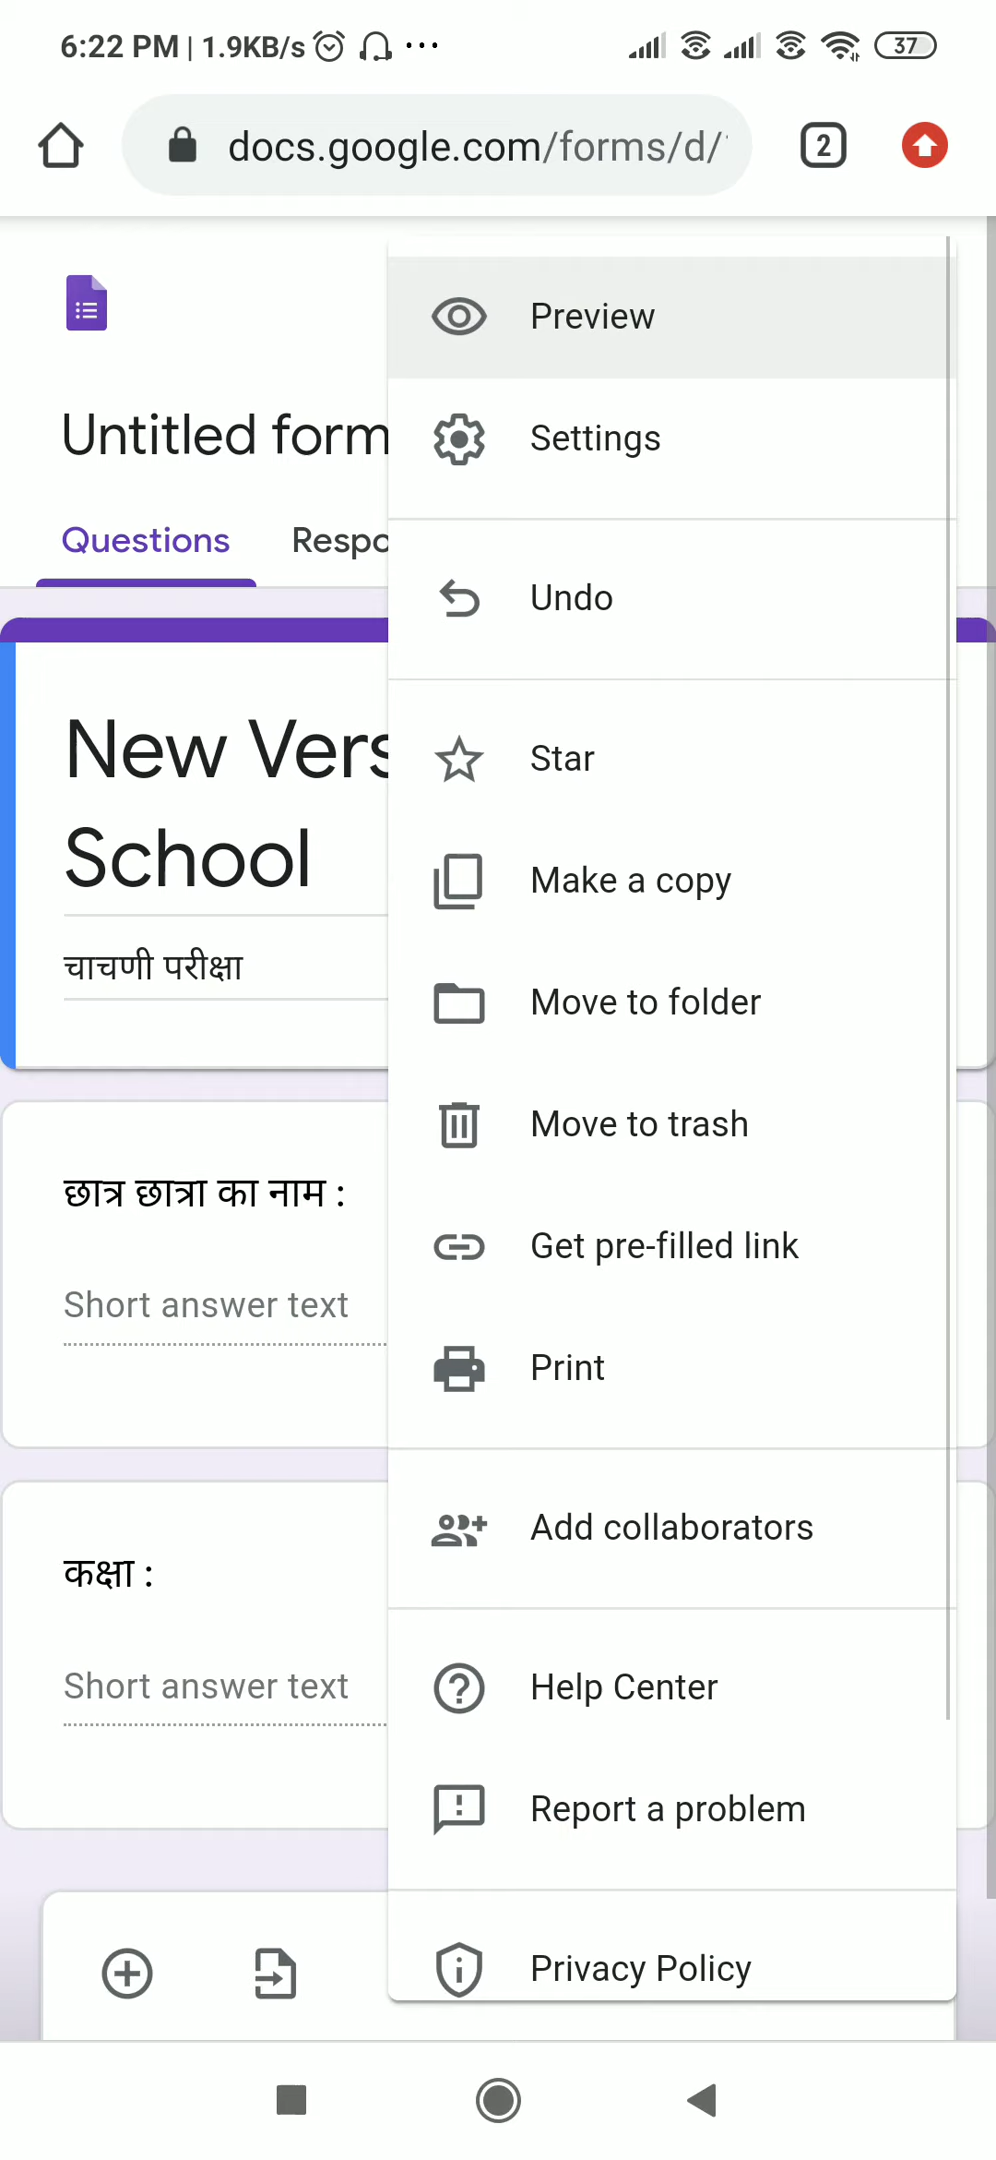 6:22 PM | 1.9KB/s ...
37
docs.google.com/forms/d/
2
Untitled form
Questions
Respo
New Vers
School
चाचणी परीक्षा
छात्र छात्रा का नाम :
Short answer text
कक्षा :
Short answer text
Preview
Settings
Undo
Star
Make a copy
Move to folder
Move to trash
Get pre-filled link
Print
Add collaborators
Help Center
Report a problem
Privacy Policy